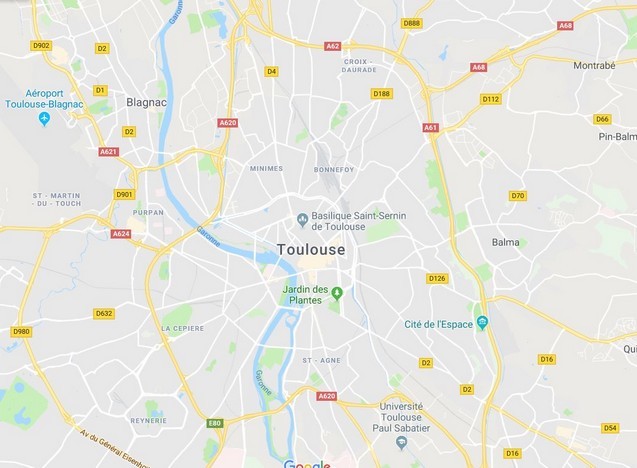 Garonne
D888
A68
D902
A62
D2
CROIX -
DAURADE
A68
Montrabé
D4
Aéroport
Toulouse-Blagnac
D1
Blagnac
D188
D112
D66
A620
A61
D2
Pin-Balm
A621
MINIMES
BONNEFOY
ST - MARTIN
- DU - TOUCH
D901
D70
PURPAN
Basilique Saint-Sernin
de Toulouse
A624
Garonne
Toulouse
Balma
D126
Jardin des
Plantes
D632
Cité de l'Espace
D980
LA CEPIERE
Qui
ST - AGNE
D2
D16
Garonne
D2
A620
Université
Toulouse
Paul Sabatier
REYNERIE
E80
D54
Av du Général Eisenho
D16
Google